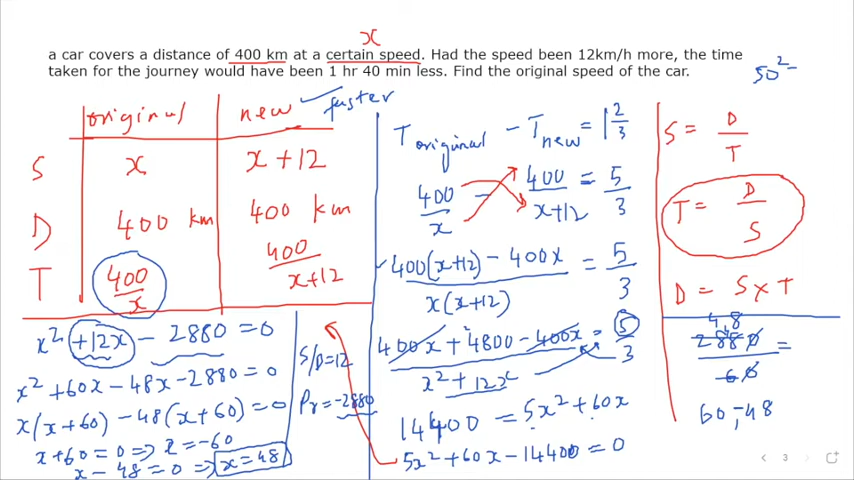 x
a car covers a distance of 400 km at a certain speed. Had the speed been 12km/h more, the time
taken for the journey would have been 1 hr 40 min less. Find the original speed of the car.
50²-
original new faster
S x x+12
D 400 km 400 km
T 400/x 400/x+12
x² +12x - 2880 = 0
x² + 60x - 48x - 2880 = 0
x(x+60) - 48(x+60) = 0
x+60 = 0 => x = -60
x - 48 = 0 => x = 48
S/D = 12
Pr = -2880
T original - T new = 1 2/3
400/x - 400/x+12 = 5/3
400(x+12) - 400x / x(x+12) = 5/3
400x + 4800 - 400x / x² + 12x = 5/3
14400 = 5x² + 60x
5x² + 60x - 14400 = 0
S = D/T
T = D/S
D = S x T
48
2880/60 =
60, -48
3